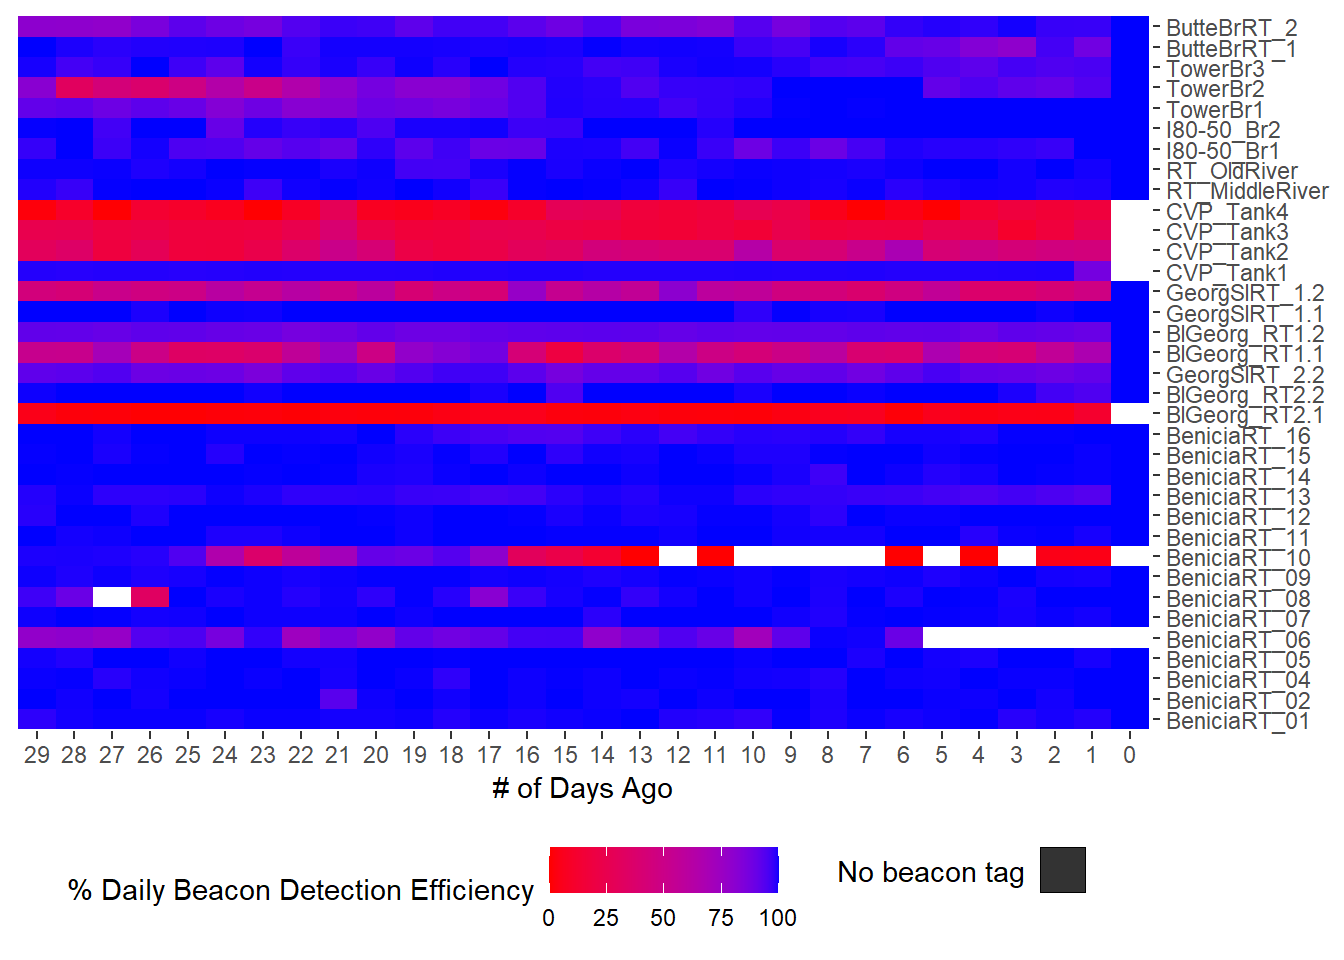 ButteBrRT_2
ButteBrRT_1
TowerBr3
TowerBr2
TowerBr1
I80-50_Br2
I80-50_Br1
RT_OldRiver
RT_MiddleRiver
CVP_Tank4
CVP_Tank3
CVP_Tank2
CVP_Tank1
GeorgSlRT_1.2
GeorgSlRT_1.1
BlGeorg_RT1.2
BlGeorg_RT1.1
GeorgSlRT_2.2
BlGeorg_RT2.2
BlGeorg_RT2.1
BeniciaRT_16
BeniciaRT_15
BeniciaRT_14
BeniciaRT_13
BeniciaRT_12
BeniciaRT_11
BeniciaRT_10
BeniciaRT_09
BeniciaRT_08
BeniciaRT_07
BeniciaRT_06
BeniciaRT_05
BeniciaRT_04
BeniciaRT_02
BeniciaRT_01
29 28 27 26 25 24 23 22 21 20 19 18 17 16 15 14 13 12 11 10 9 8 7 6 5 4 3 2 1 0
# of Days Ago
% Daily Beacon Detection Efficiency
0 25 50 75 100
No beacon tag